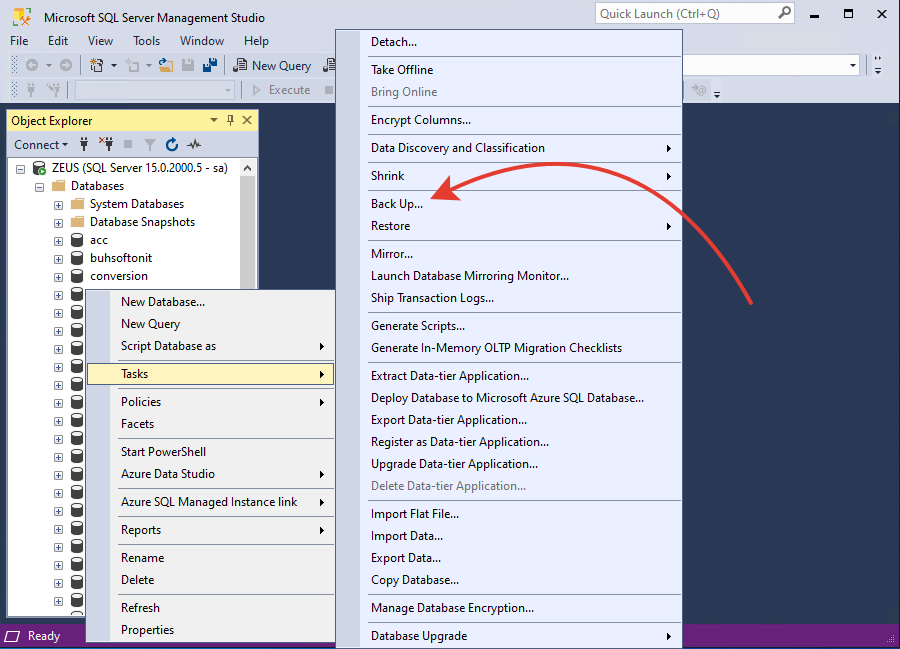 Microsoft SQL Server Management Studio
Quick Launch (Ctrl+Q)
File Edit View Tools Window Help
New Query
Execute
Object Explorer
Connect
ZEUS (SQL Server 15.0.2000.5 - sa)
Databases
System Databases
Database Snapshots
acc
buhsoftonit
conversion
New Database...
New Query
Script Database as
Tasks
Policies
Facets
Start PowerShell
Azure Data Studio
Azure SQL Managed Instance link
Reports
Rename
Delete
Refresh
Properties
Detach...
Take Offline
Bring Online
Encrypt Columns...
Data Discovery and Classification
Shrink
Back Up...
Restore
Mirror...
Launch Database Mirroring Monitor...
Ship Transaction Logs...
Generate Scripts...
Generate In-Memory OLTP Migration Checklists
Extract Data-tier Application...
Deploy Database to Microsoft Azure SQL Database...
Export Data-tier Application...
Register as Data-tier Application...
Upgrade Data-tier Application...
Delete Data-tier Application...
Import Flat File...
Import Data...
Export Data...
Copy Database...
Manage Database Encryption...
Database Upgrade
Ready